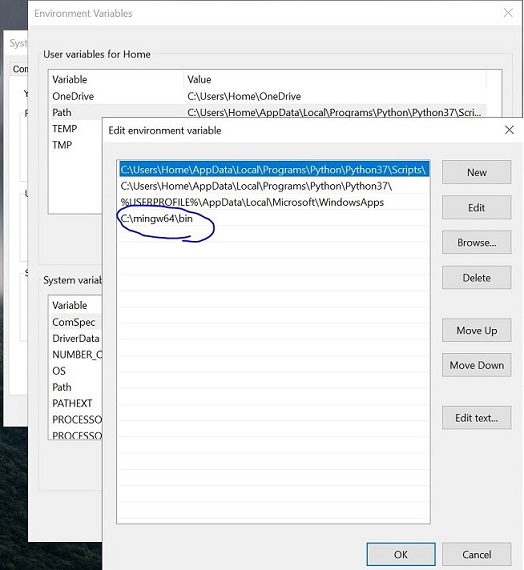 Environment Variables
User variables for Home
Variable Value
OneDrive C:\Users\Home\OneDrive
Path C:\Users\Home\AppData\Local\Programs\Python\Python37\Scri...
TEMP
TMP
Edit environment variable
C:\Users\Home\AppData\Local\Programs\Python\Python37\Scripts\
C:\Users\Home\AppData\Local\Programs\Python\Python37\
%USERPROFILE%\AppData\Local\Microsoft\WindowsApps
C:\mingw64\bin
New
Edit
Browse...
Delete
Move Up
Move Down
Edit text...
OK
Cancel
System variab
Variable
ComSpec
DriverData
NUMBER_O
OS
Path
PATHEXT
PROCESSO
PROCESSO